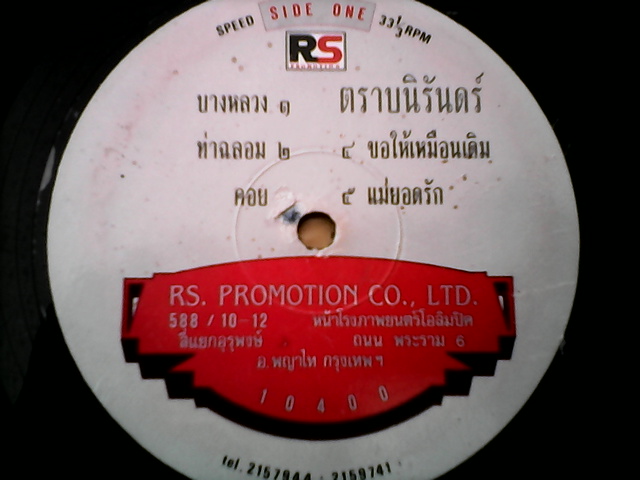 SPEED SIDE ONE 33 1/3 RPM
RS
PROMOTION
บางหลวง ๑ ตราบนิรันดร์
ท่าฉลอม ๒ ๔ ขอให้เหมือนเดิม
คอย ๕ แม่ยอดรัก
RS. PROMOTION CO., LTD.
588 / 10-12 หน้าโรงภาพยนตร์โอลิมปิค
สี่แยกอุรุพงษ์ ถนน พระราม 6
อ.พญาไท กรุงเทพฯ
10400
tel. 2157944 - 2159741